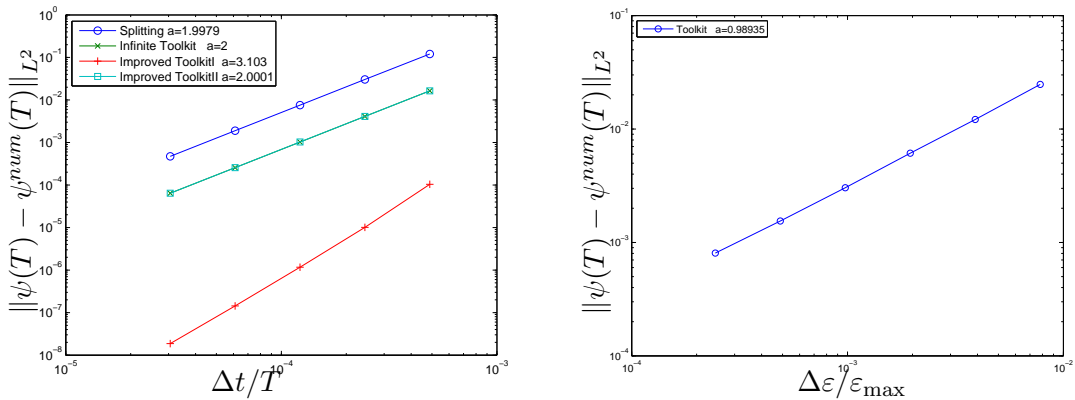 Splitting a=1.9979
Infinite Toolkit a=2
Improved ToolkitI a=3.103
Improved ToolkitII a=2.0001
10^1
10^0
10^-1
10^-2
10^-3
10^-4
10^-5
10^-6
10^-7
10^-8
10^-5
10^-4
10^-3
||ψ(T) − ψ^num(T)||_L²
Δt/T
Toolkit a=0.98935
10^-1
10^-2
10^-3
10^-4
10^-4
10^-3
10^-2
||ψ(T) − ψ^num(T)||_L²
Δε/ε_max